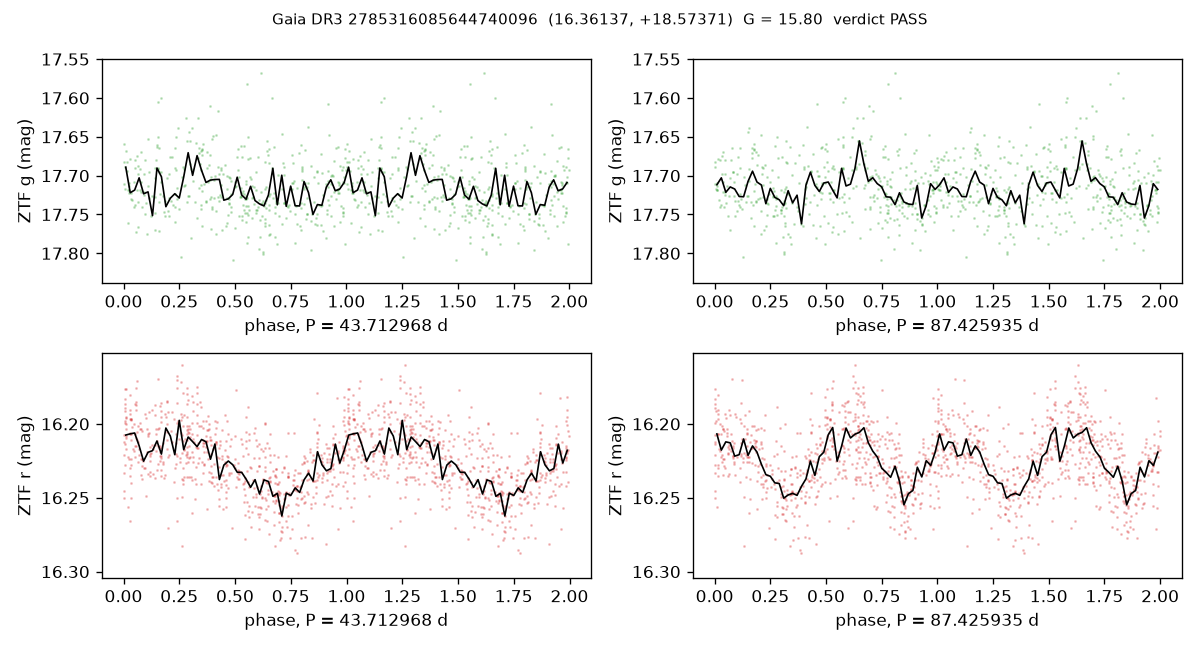 Gaia DR3 2785316085644740096 (16.36137, +18.57371) G = 15.80 verdict PASS
17.55
17.60
17.65
17.70
17.75
17.80
ZTF g (mag)
0.00 0.25 0.50 0.75 1.00 1.25 1.50 1.75 2.00
phase, P = 43.712968 d
17.55
17.60
17.65
17.70
17.75
17.80
ZTF g (mag)
0.00 0.25 0.50 0.75 1.00 1.25 1.50 1.75 2.00
phase, P = 87.425935 d
16.20
16.25
16.30
ZTF r (mag)
0.00 0.25 0.50 0.75 1.00 1.25 1.50 1.75 2.00
phase, P = 43.712968 d
16.20
16.25
16.30
ZTF r (mag)
0.00 0.25 0.50 0.75 1.00 1.25 1.50 1.75 2.00
phase, P = 87.425935 d